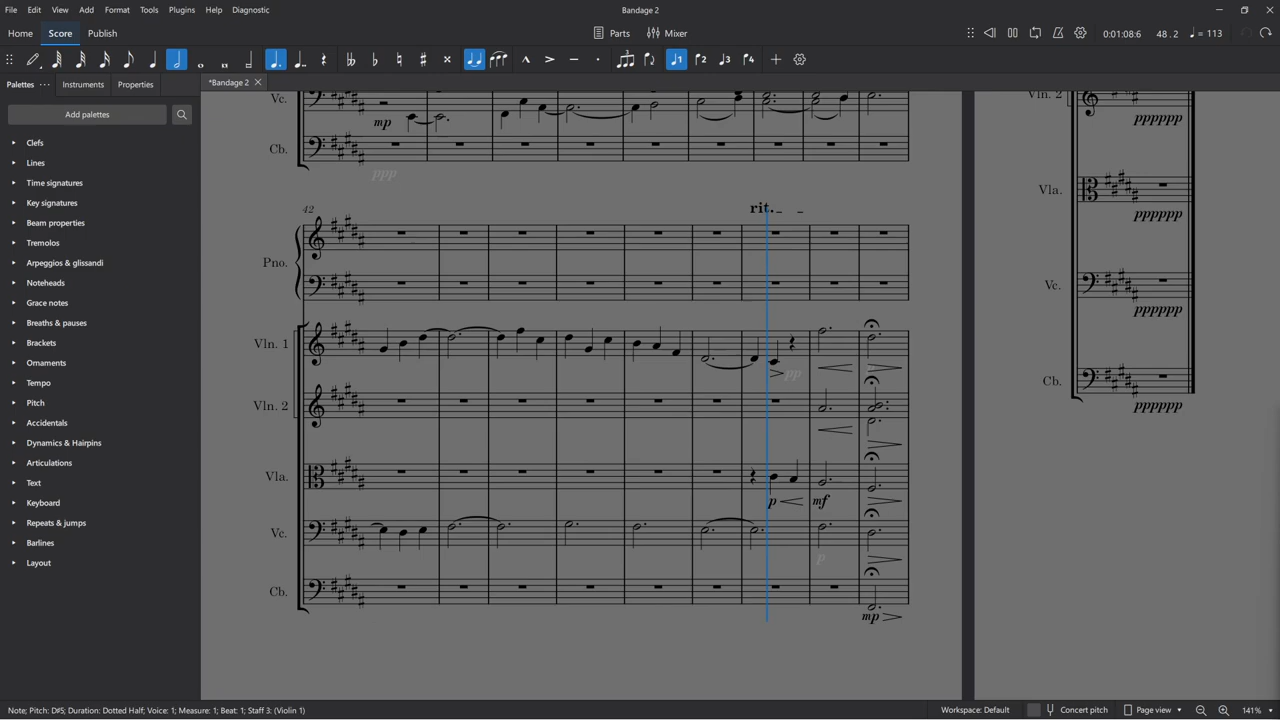 File Edit View Add Format Tools Plugins Help Diagnostic
Bandage 2
Home Score Publish
Parts Mixer
0:01:08:6 48 . 2 = 113
1 2 3 4
Palettes Instruments Properties
*Bandage 2
Add palettes
Clefs
Lines
Time signatures
Key signatures
Beam properties
Tremolos
Arpeggios & glissandi
Noteheads
Grace notes
Breaths & pauses
Brackets
Ornaments
Tempo
Pitch
Accidentals
Dynamics & Hairpins
Articulations
Text
Keyboard
Repeats & jumps
Barlines
Layout
Vc.
mp
Cb.
ppp
42
rit.
Pno.
Vln. 1
pp
Vln. 2
Vla.
p mf
Vc.
p
Cb.
mp
Vln. 2
pppppp
Vla.
pppppp
Vc.
pppppp
Cb.
pppppp
Note; Pitch: D♯5; Duration: Dotted Half; Voice: 1; Measure: 1; Beat: 1; Staff 3: (Violin 1)
Workspace: Default Concert pitch Page view 141%